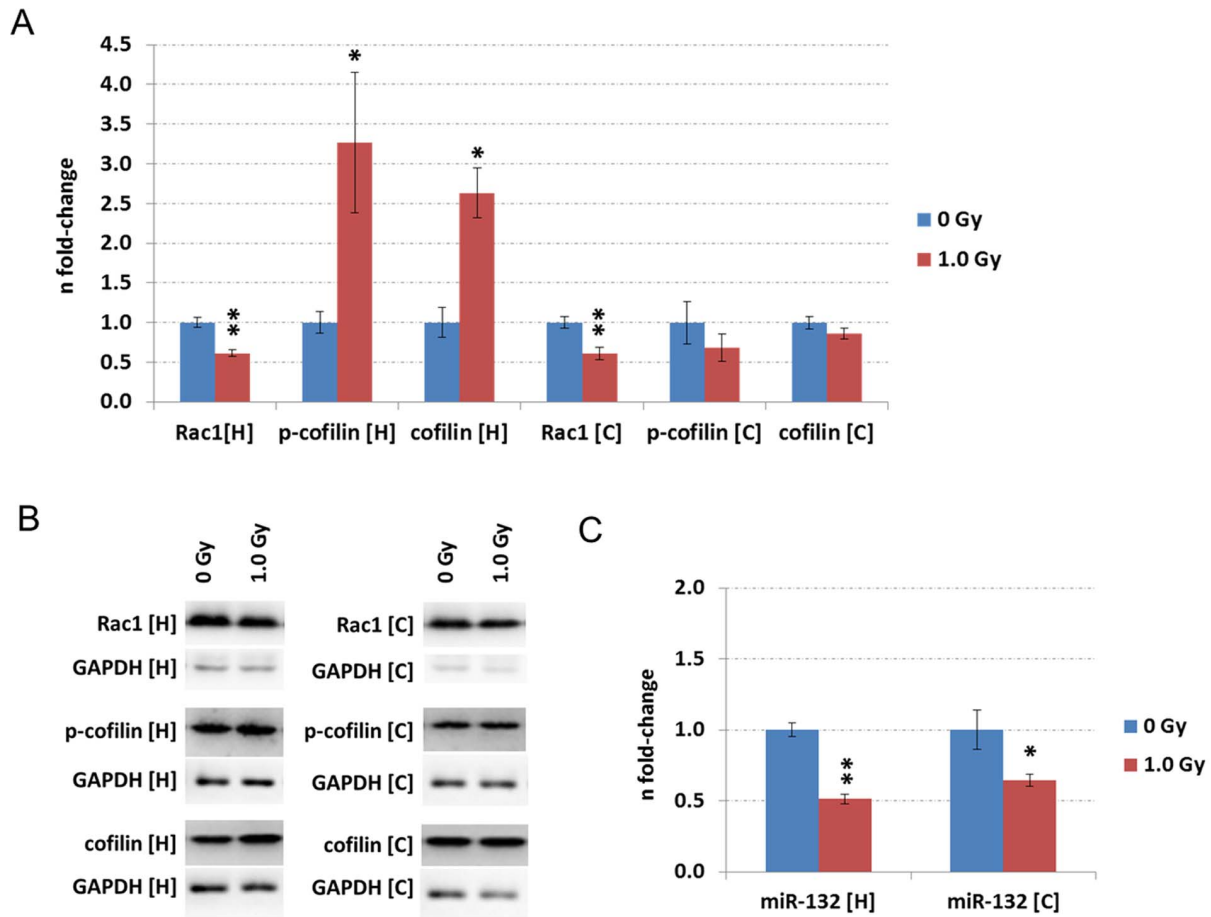 A
4.5
4.0
3.5
3.0
2.5
2.0
1.5
1.0
0.5
0.0
n fold-change
*
*
**
**
Rac1[H] p-cofilin [H] cofilin [H] Rac1 [C] p-cofilin [C] cofilin [C]
0 Gy
1.0 Gy
B
0 Gy 1.0 Gy
Rac1 [H]
GAPDH [H]
p-cofilin [H]
GAPDH [H]
cofilin [H]
GAPDH [H]
0 Gy 1.0 Gy
Rac1 [C]
GAPDH [C]
p-cofilin [C]
GAPDH [C]
cofilin [C]
GAPDH [C]
C
2.0
1.5
1.0
0.5
0.0
n fold-change
**
*
miR-132 [H] miR-132 [C]
0 Gy
1.0 Gy